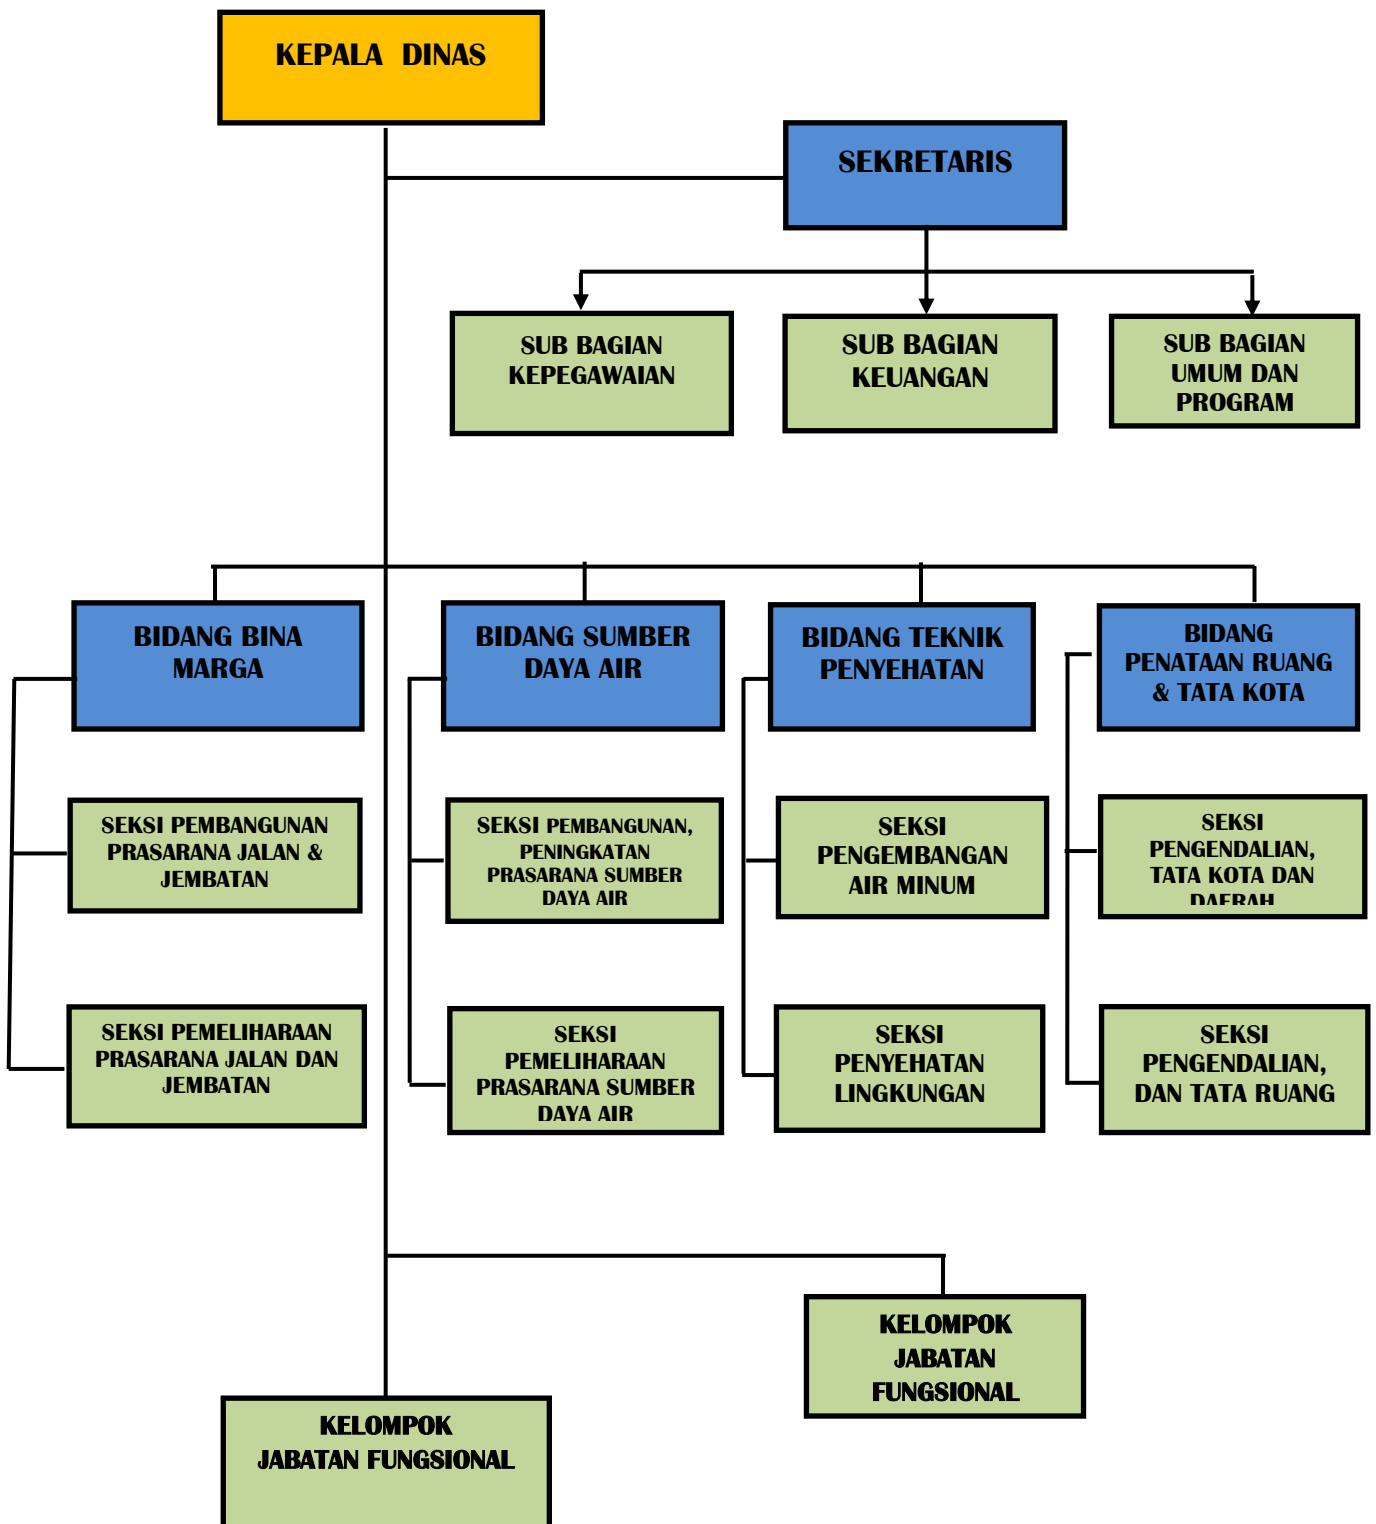 KEPALA DINAS
SEKRETARIS
SUB BAGIAN
KEPEGAWAIAN
SUB BAGIAN
KEUANGAN
SUB BAGIAN
UMUM DAN
PROGRAM
BIDANG BINA
MARGA
BIDANG SUMBER
DAYA AIR
BIDANG TEKNIK
PENYEHATAN
BIDANG
PENATAAN RUANG
& TATA KOTA
SEKSI PEMBANGUNAN
PRASARANA JALAN &
JEMBATAN
SEKSI PEMBANGUNAN,
PENINGKATAN
PRASARANA SUMBER
DAYA AIR
SEKSI
PENGEMBANGAN
AIR MINUM
SEKSI
PENGENDALIAN,
TATA KOTA DAN
DAERAH
SEKSI PEMELIHARAAN
PRASARANA JALAN DAN
JEMBATAN
SEKSI
PEMELIHARAAN
PRASARANA SUMBER
DAYA AIR
SEKSI
PENYEHATAN
LINGKUNGAN
SEKSI
PENGENDALIAN,
DAN TATA RUANG
KELOMPOK
JABATAN
FUNGSIONAL
KELOMPOK
JABATAN FUNGSIONAL